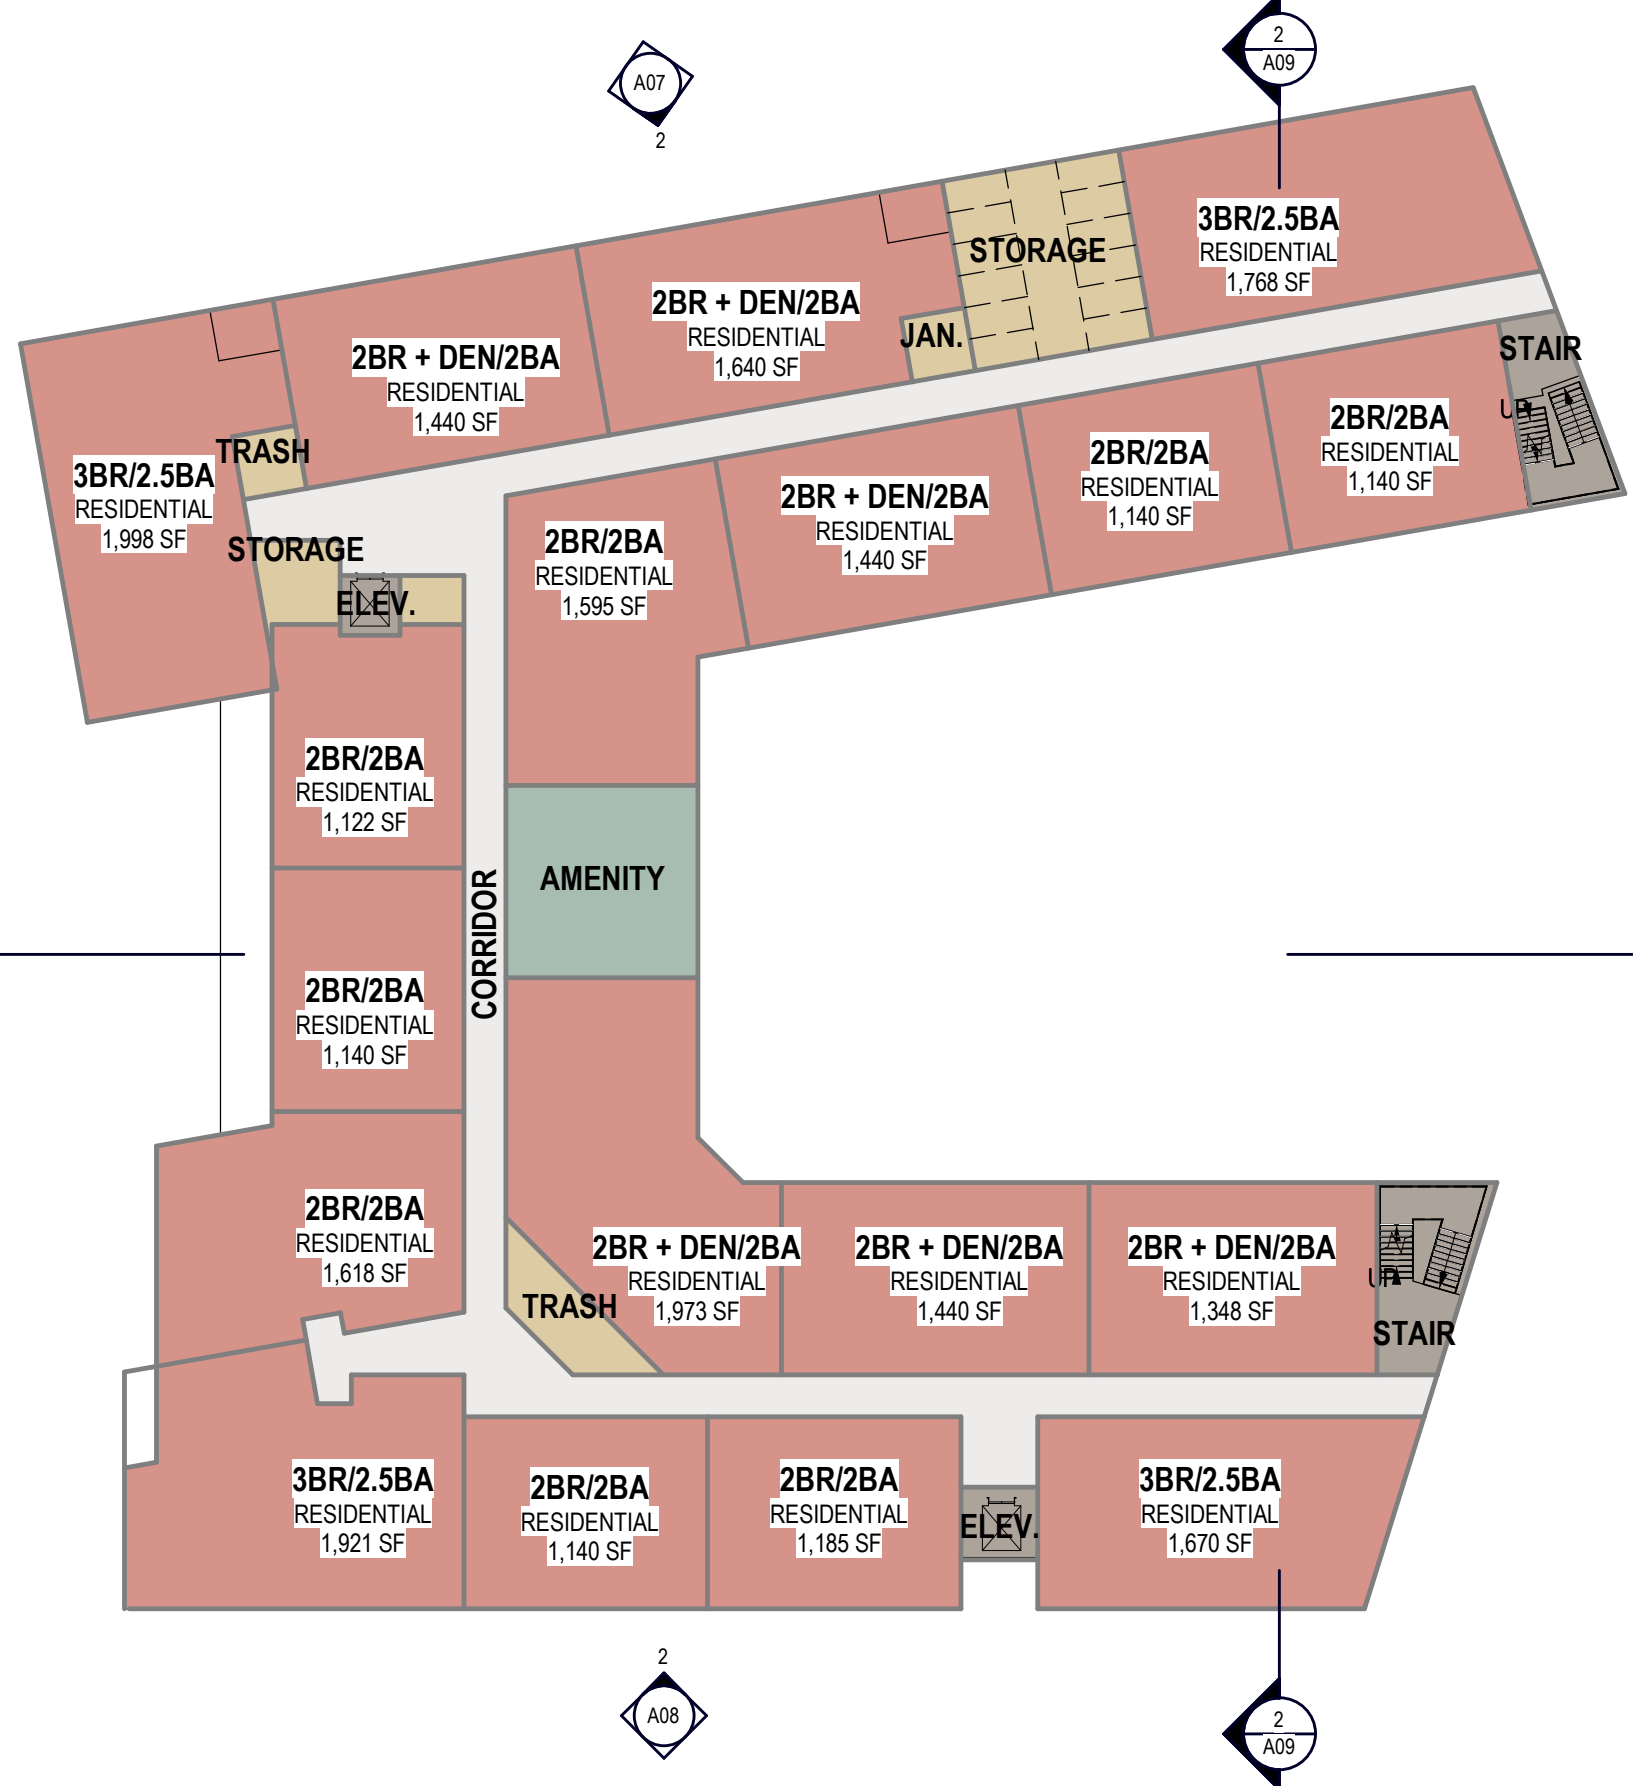 2
A09
A07
2
3BR/2.5BA
RESIDENTIAL
1,768 SF
STORAGE
2BR + DEN/2BA
RESIDENTIAL
1,640 SF
JAN.
2BR + DEN/2BA
RESIDENTIAL
1,440 SF
STAIR
UP
2BR/2BA
RESIDENTIAL
1,140 SF
TRASH
3BR/2.5BA
RESIDENTIAL
1,998 SF
2BR/2BA
RESIDENTIAL
1,140 SF
2BR + DEN/2BA
RESIDENTIAL
1,440 SF
2BR/2BA
RESIDENTIAL
1,595 SF
STORAGE
ELEV.
2BR/2BA
RESIDENTIAL
1,122 SF
AMENITY
CORRIDOR
2BR/2BA
RESIDENTIAL
1,140 SF
2BR/2BA
RESIDENTIAL
1,618 SF
TRASH
2BR + DEN/2BA
RESIDENTIAL
1,973 SF
2BR + DEN/2BA
RESIDENTIAL
1,440 SF
2BR + DEN/2BA
RESIDENTIAL
1,348 SF
UP
STAIR
3BR/2.5BA
RESIDENTIAL
1,921 SF
2BR/2BA
RESIDENTIAL
1,140 SF
2BR/2BA
RESIDENTIAL
1,185 SF
ELEV.
3BR/2.5BA
RESIDENTIAL
1,670 SF
2
A08
2
A09